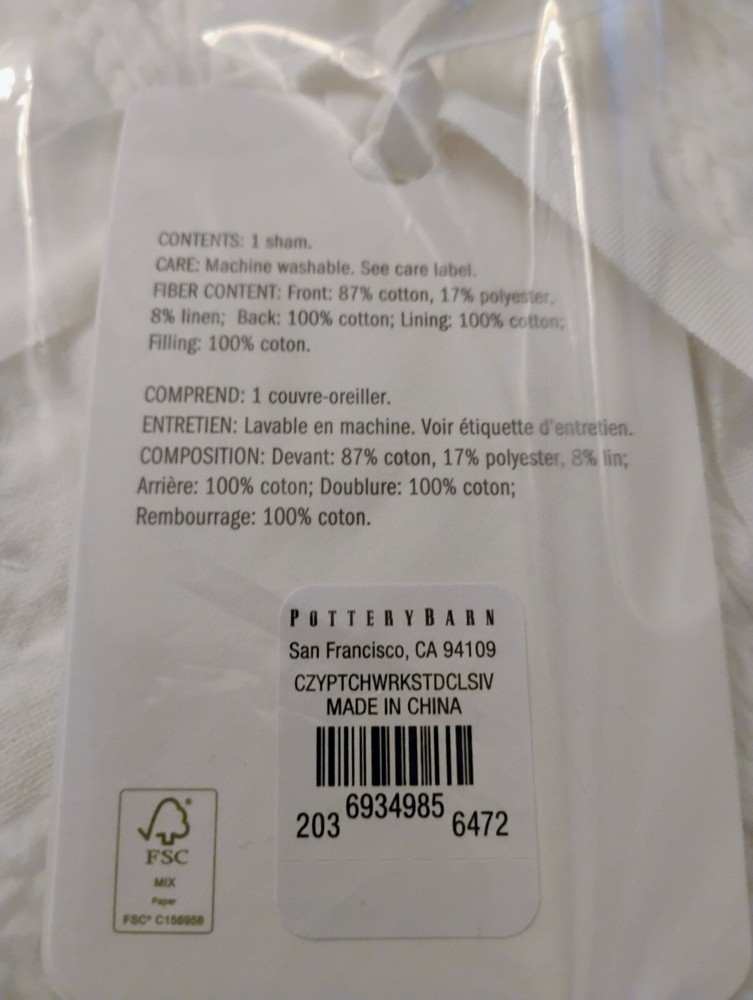 CONTENTS: 1 sham.
CARE: Machine washable. See care label.
FIBER CONTENT: Front: 87% cotton, 17% polyester,
8% linen; Back: 100% cotton; Lining: 100% cotton;
Filling: 100% coton.
COMPREND: 1 couvre-oreiller.
ENTRETIEN: Lavable en machine. Voir étiquette d'entretien.
COMPOSITION: Devant: 87% coton, 17% polyester, 8% lin;
Arrière: 100% coton; Doublure: 100% coton;
Rembourrage: 100% coton.
POTTERYBARN
San Francisco, CA 94109
CZYPTCHWRKSTDCLSIV
MADE IN CHINA
203 6934985 6472
FSC
MIX
Paper
FSC® C156958